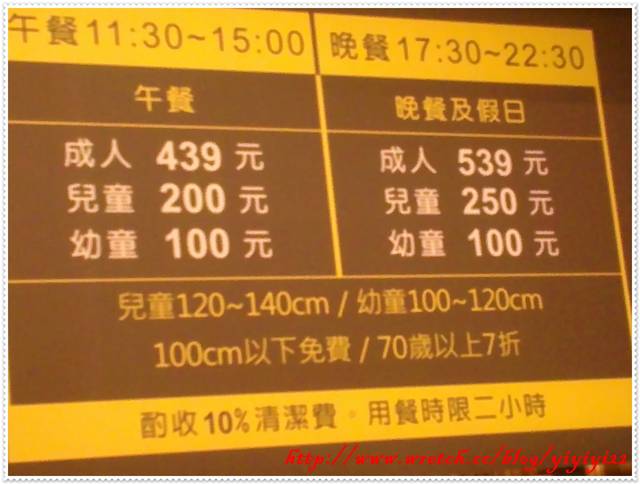 午餐11:30~15:00
晚餐17:30~22:30
午餐
成人 439 元
兒童 200 元
幼童 100 元
晚餐及假日
成人 539 元
兒童 250 元
幼童 100 元
兒童120~140cm / 幼童100~120cm
100cm以下免費 / 70歲以上7折
酌收10%清潔費。用餐時限二小時
http://www.wretch.cc/blog/yiyiyi11